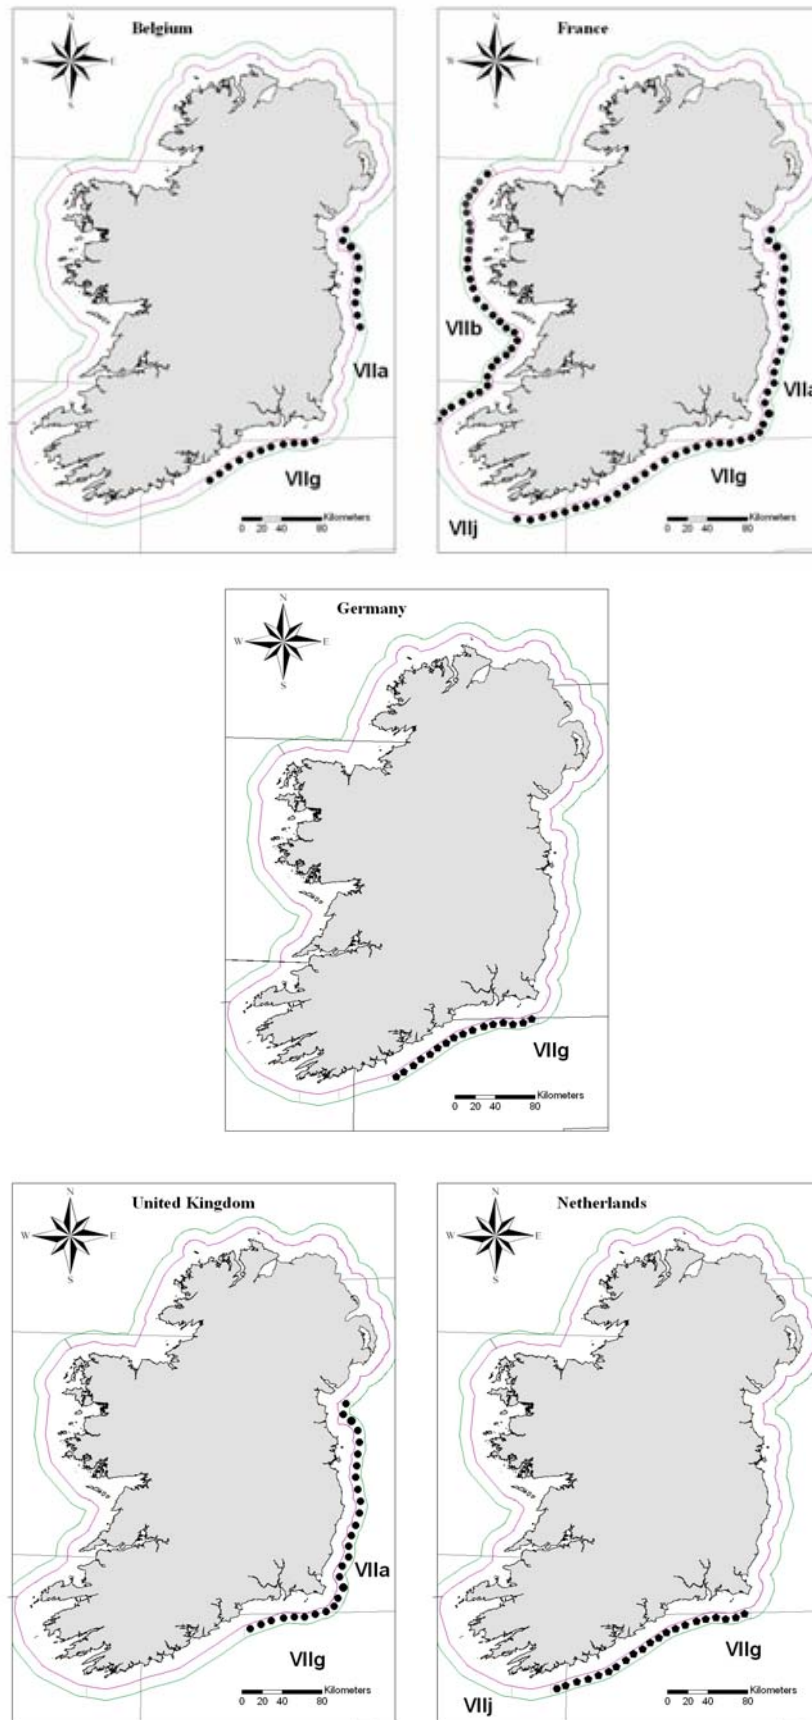 Belgium
N
W E
S
VIIa
VIIg
Kilometers
0 20 40 80
France
N
W E
S
VIIb
VIIa
VIIg
VIIj
Kilometers
0 20 40 80
Germany
N
W E
S
VIIg
Kilometers
0 20 40 80
United Kingdom
N
W E
S
VIIa
VIIg
Kilometers
0 20 40 80
Netherlands
N
W E
S
VIIg
VIIj
Kilometers
0 20 40 80